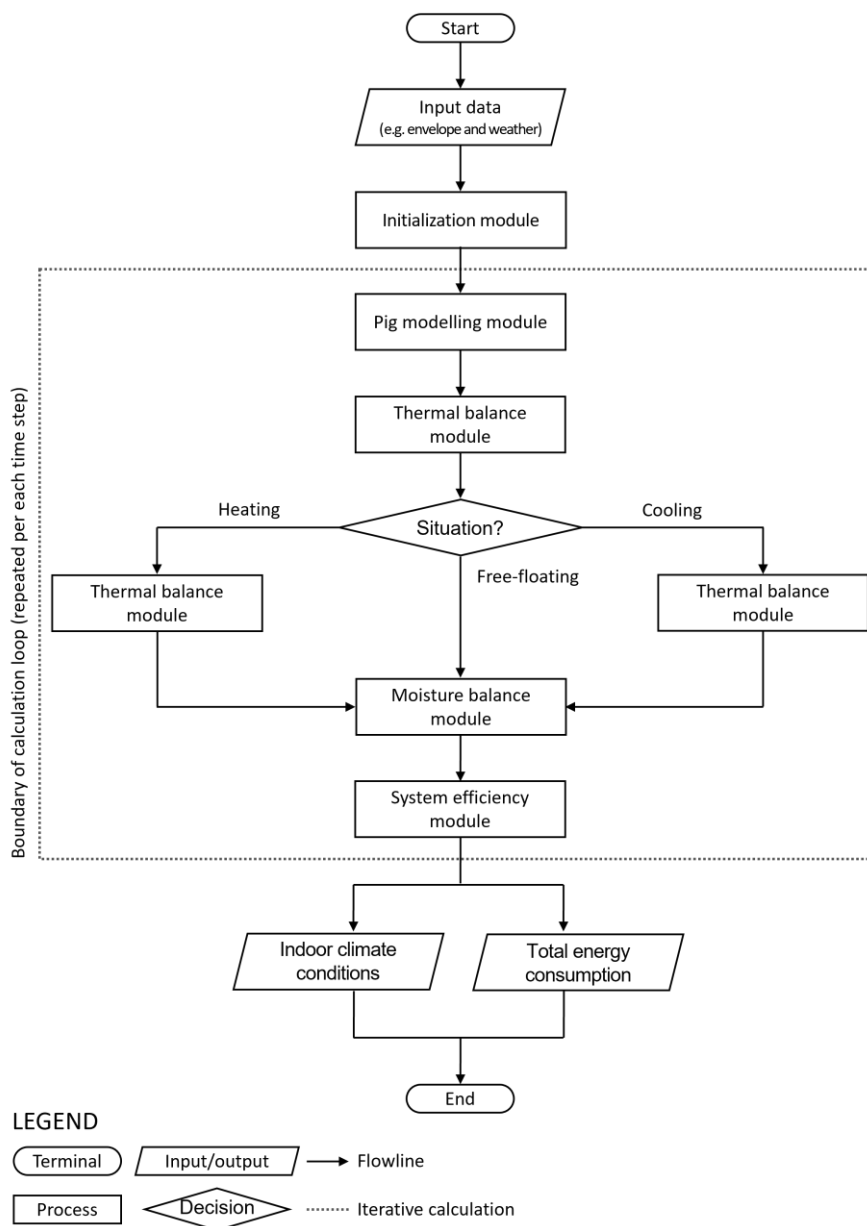 Start
Input data
(e.g. envelope and weather)
Initialization module
Boundary of calculation loop (repeated per each time step)
Pig modelling module
Thermal balance
module
Heating
Situation?
Cooling
Free-floating
Thermal balance
module
Thermal balance
module
Moisture balance
module
System efficiency
module
Indoor climate
conditions
Total energy
consumption
End
LEGEND
Terminal
Input/output
Flowline
Process
Decision
Iterative calculation